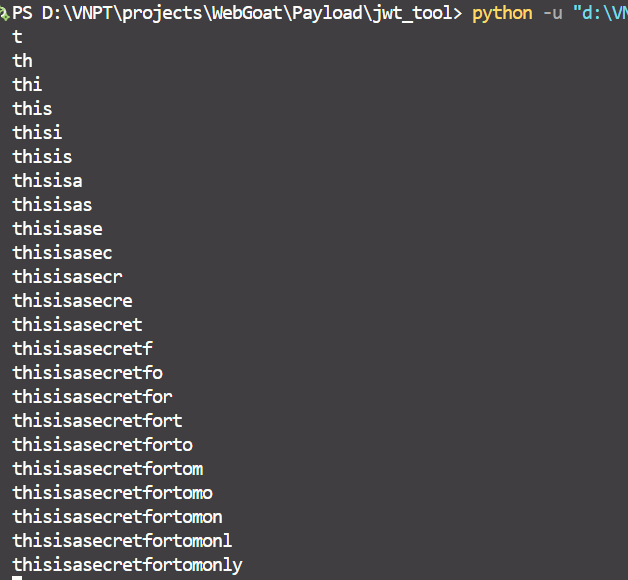 PS D:\VNPT\projects\WebGoat\Payload\jwt_tool> python -u "d:\VN
t
th
thi
this
thisi
thisis
thisisa
thisisas
thisisase
thisisasec
thisisasecr
thisisasecre
thisisasecret
thisisasecretf
thisisasecretfo
thisisasecretfor
thisisasecretfort
thisisasecretforto
thisisasecretfortom
thisisasecretfortomo
thisisasecretfortomon
thisisasecretfortomonl
thisisasecretfortomonly